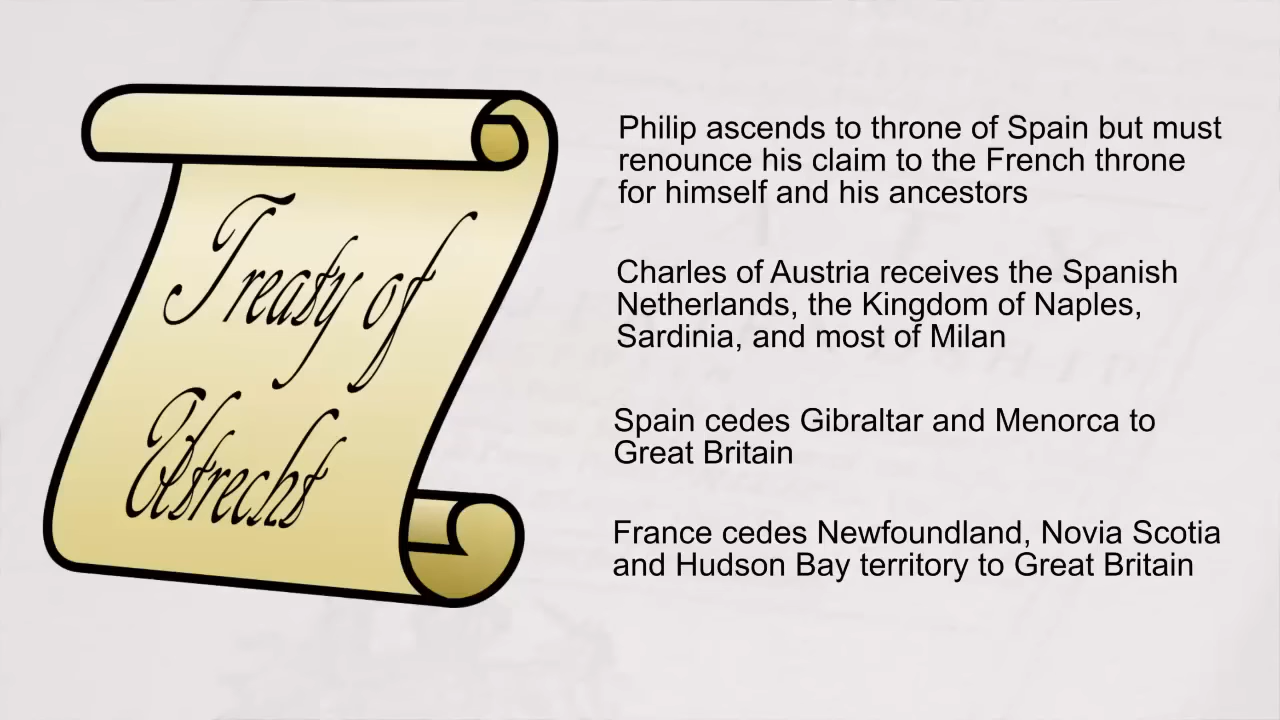 Treaty of
Utrecht
Philip ascends to throne of Spain but must
renounce his claim to the French throne
for himself and his ancestors
Charles of Austria receives the Spanish
Netherlands, the Kingdom of Naples,
Sardinia, and most of Milan
Spain cedes Gibraltar and Menorca to
Great Britain
France cedes Newfoundland, Novia Scotia
and Hudson Bay territory to Great Britain